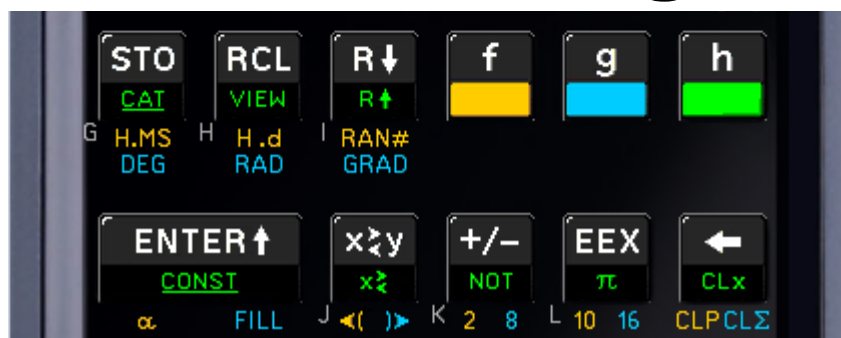 STO RCL R↓ f g h
CAT VIEW R↑
G H.MS H H.d I RAN#
DEG RAD GRAD
ENTER↑ x≷y +/− EEX ←
CONST x≷ NOT π CLx
α FILL J ◄( )► K 2 8 L 10 16 CLP CLΣ